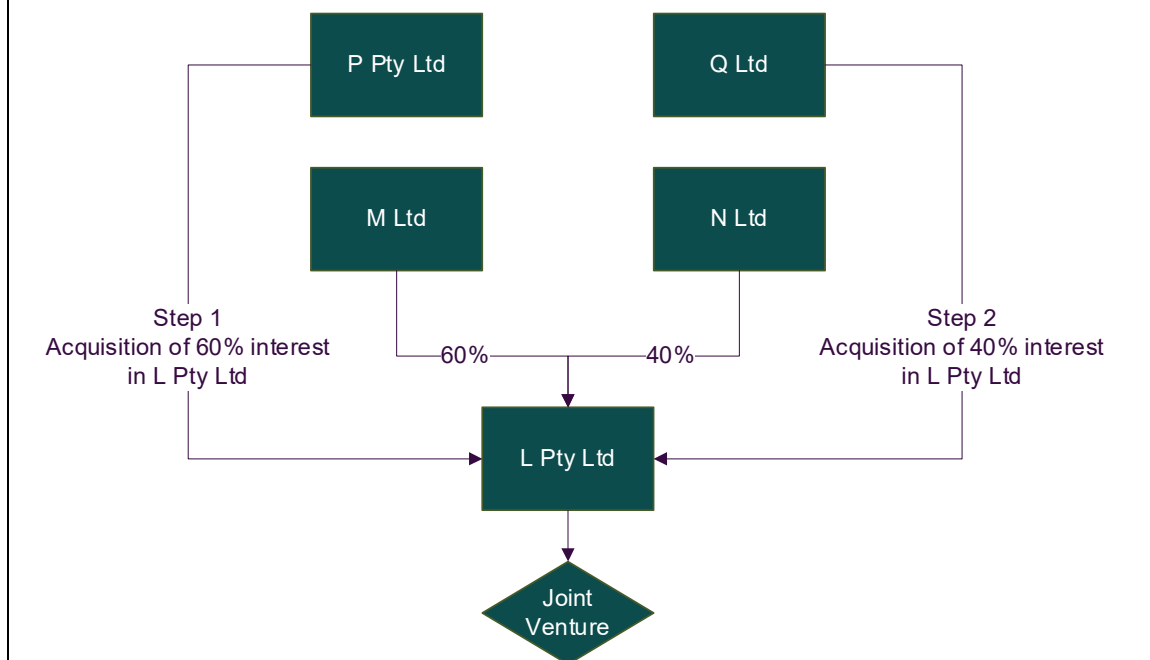 P Pty Ltd
Q Ltd
M Ltd
N Ltd
Step 1
Acquisition of 60% interest
in L Pty Ltd
60%
40%
Step 2
Acquisition of 40% interest
in L Pty Ltd
L Pty Ltd
Joint
Venture